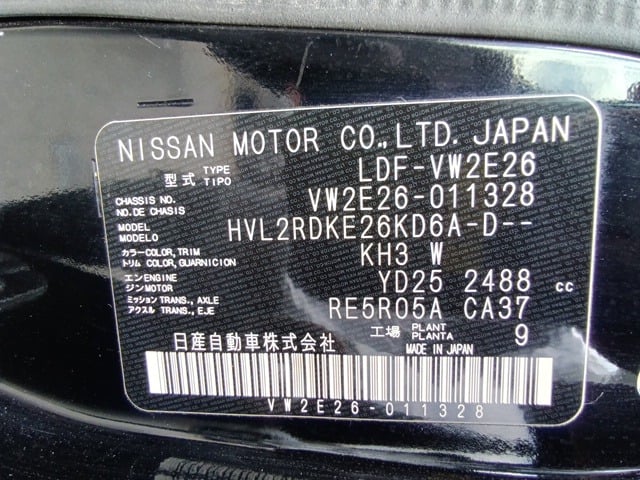 NISSAN MOTOR CO.,LTD. JAPAN
型式 TYPE TIPO LDF-VW2E26
CHASSIS NO. NO.DE CHASIS VW2E26-011328
MODEL MODELO HVL2RDKE26KD6A-D--
カラー COLOR,TRIM トリム COLOR,GUARNICION KH3 W
エンジン ENGINE MOTOR YD25 2488 cc
ミッション TRANS., AXLE アクスル TRANS.,EJE RE5R05A CA37
工場 PLANT PLANTA 9
日産自動車株式会社 MADE IN JAPAN
VW2E26-011328